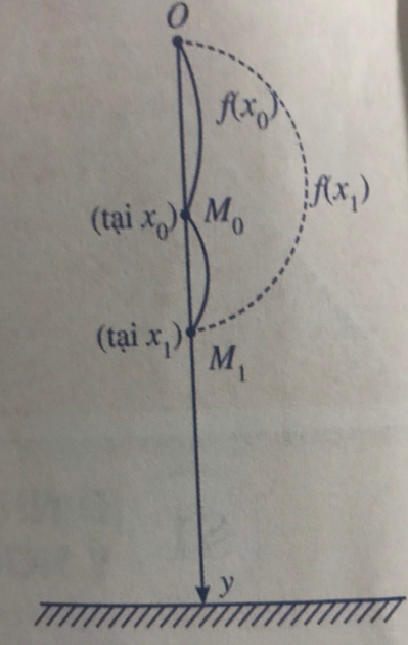 O
f(x₀)
f(x₁)
(tại x₀) M₀
(tại x₁)
M₁
y